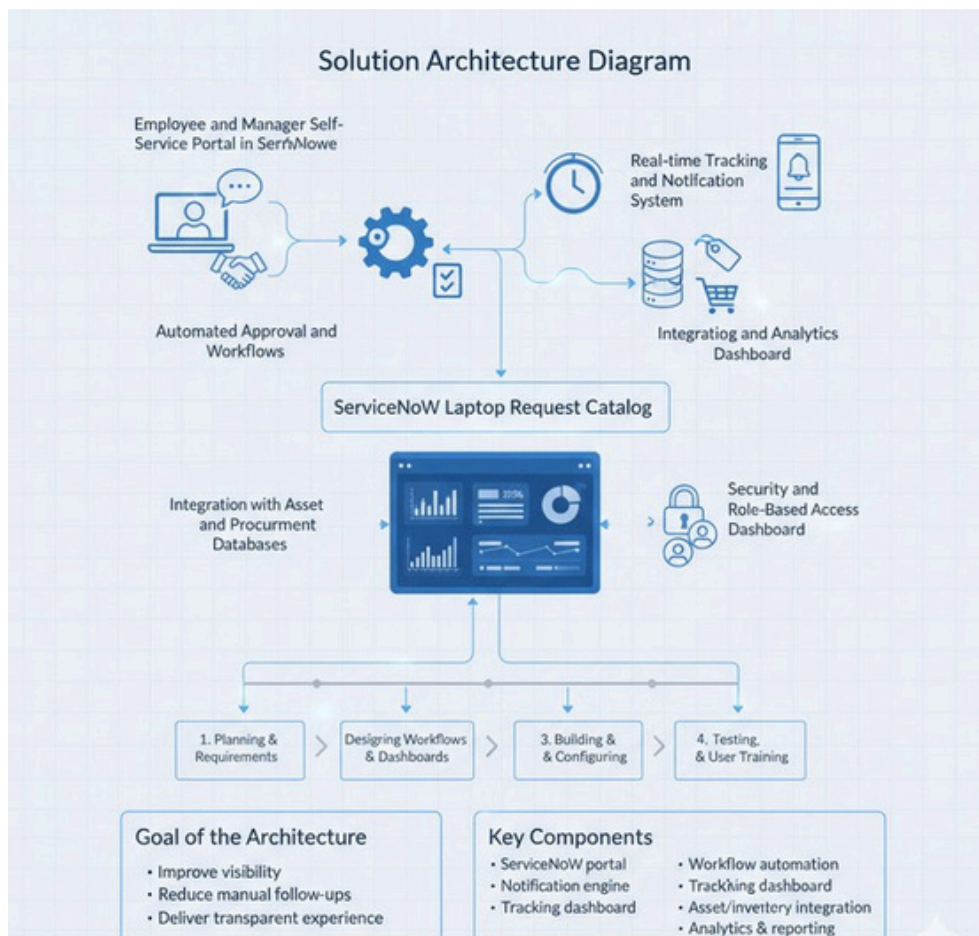 Solution Architecture Diagram
Employee and Manager Self-
Service Portal in
Real-time Tracking
and Notification
System
Automated Approval and
Workflows
Integratiog and Analytics
Dashboard
ServiceNoW Laptop Request Catalog
Integration with Asset
and Procurment
Databases
Security and
Role-Based Access
Dashboard
1. Planning &
Requirements
Designing Workflows
& Dashboards
3. Building &
& Configuring
4. Testing,
& User Training
Goal of the Architecture
• Improve visibility
• Reduce manual follow-ups
• Deliver transparent experience
Key Components
• ServiceNoW portal
• Notification engine
• Tracking dashboard
• Workflow automation
• Trackhing dashboard
• Asset/inventory integration
• Analytics & reporting